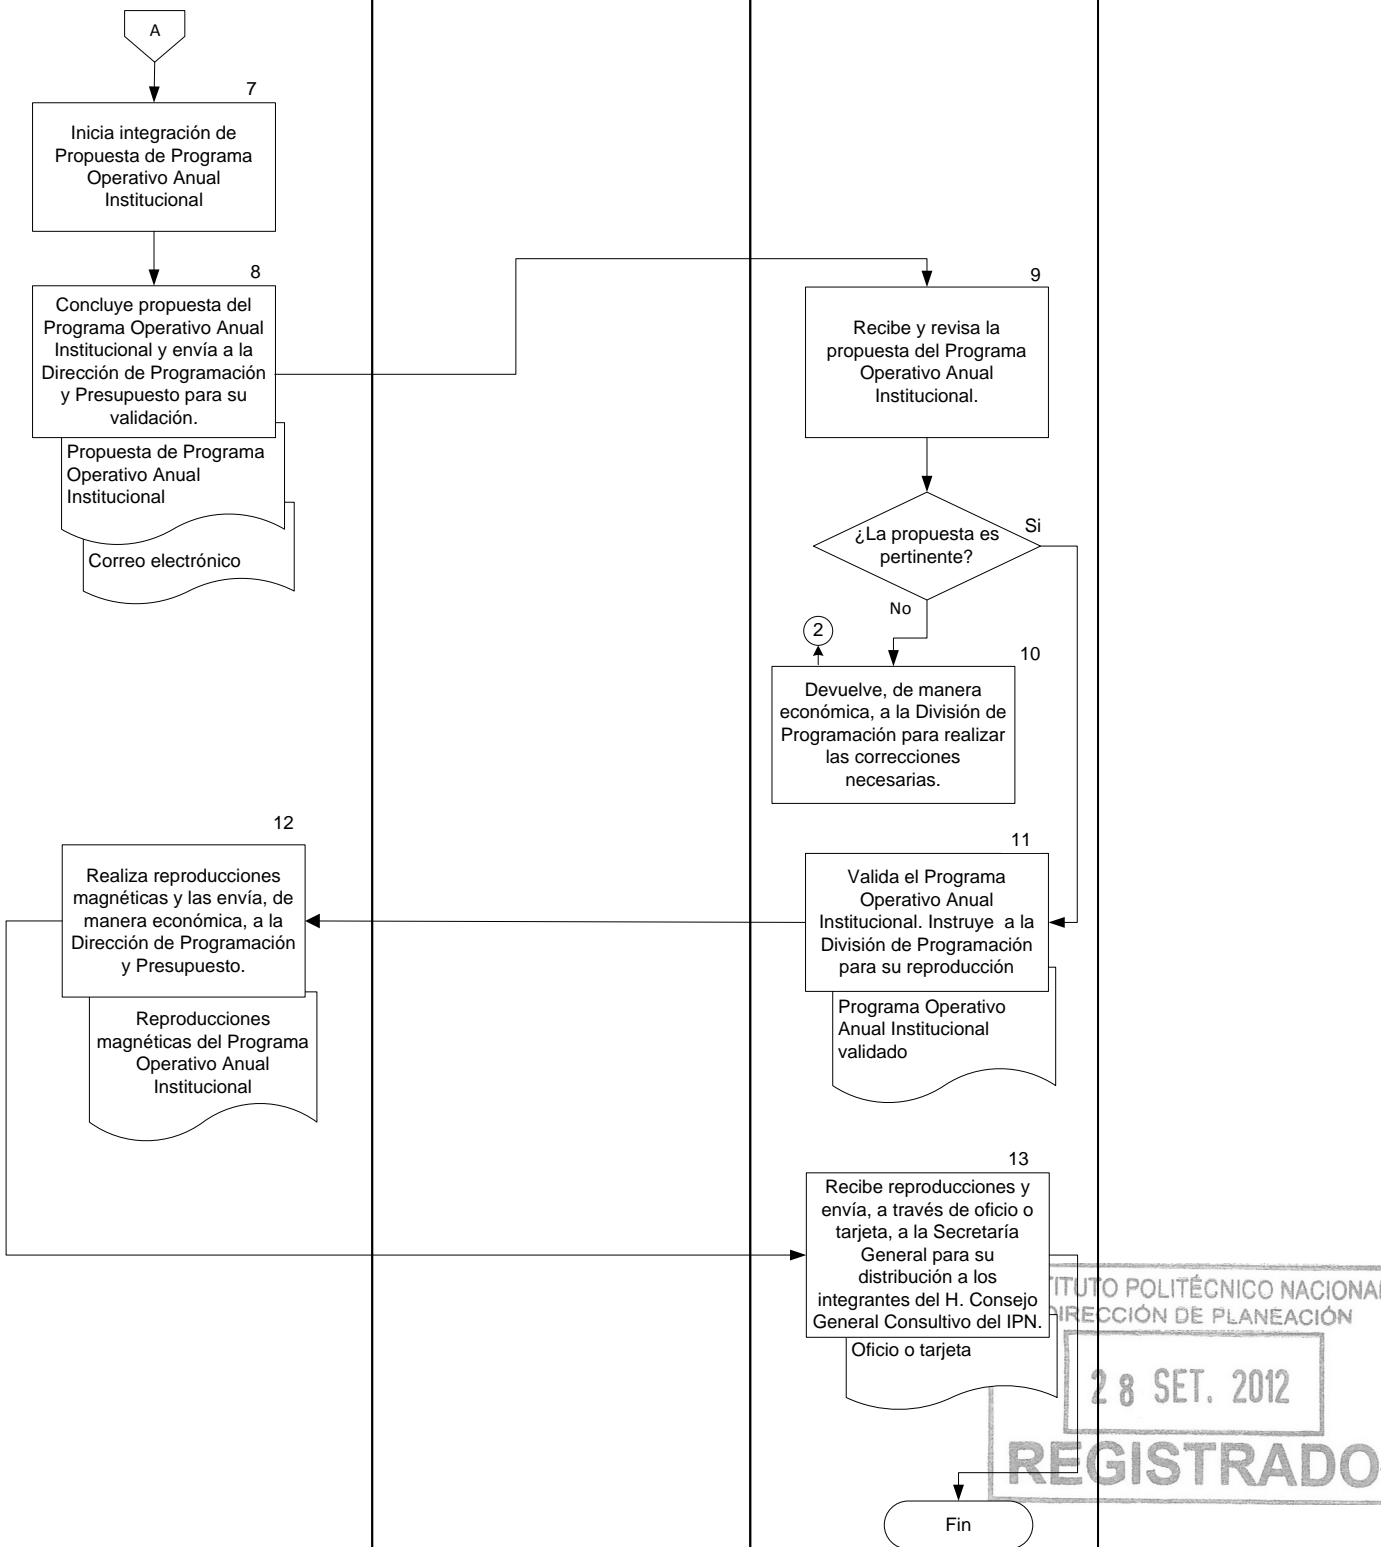 A
7
Inicia integración de
Propuesta de Programa
Operativo Anual
Institucional
8
Concluye propuesta del
Programa Operativo Anual
Institucional y envía a la
Dirección de Programación
y Presupuesto para su
validación.
Propuesta de Programa
Operativo Anual
Institucional
Correo electrónico
9
Recibe y revisa la
propuesta del Programa
Operativo Anual
Institucional.
¿La propuesta es
pertinente?
Si
No
2
10
Devuelve, de manera
económica, a la División de
Programación para realizar
las correcciones
necesarias.
11
Valida el Programa
Operativo Anual
Institucional. Instruye a la
División de Programación
para su reproducción
Programa Operativo
Anual Institucional
validado
12
Realiza reproducciones
magnéticas y las envía, de
manera económica, a la
Dirección de Programación
y Presupuesto.
Reproducciones
magnéticas del Programa
Operativo Anual
Institucional
13
Recibe reproducciones y
envía, a través de oficio o
tarjeta, a la Secretaría
General para su
distribución a los
integrantes del H. Consejo
General Consultivo del IPN.
Oficio o tarjeta
TITUTO POLITÉCNICO NACIONAL
DIRECCIÓN DE PLANEACIÓN
28 SET. 2012
REGISTRADO
Fin